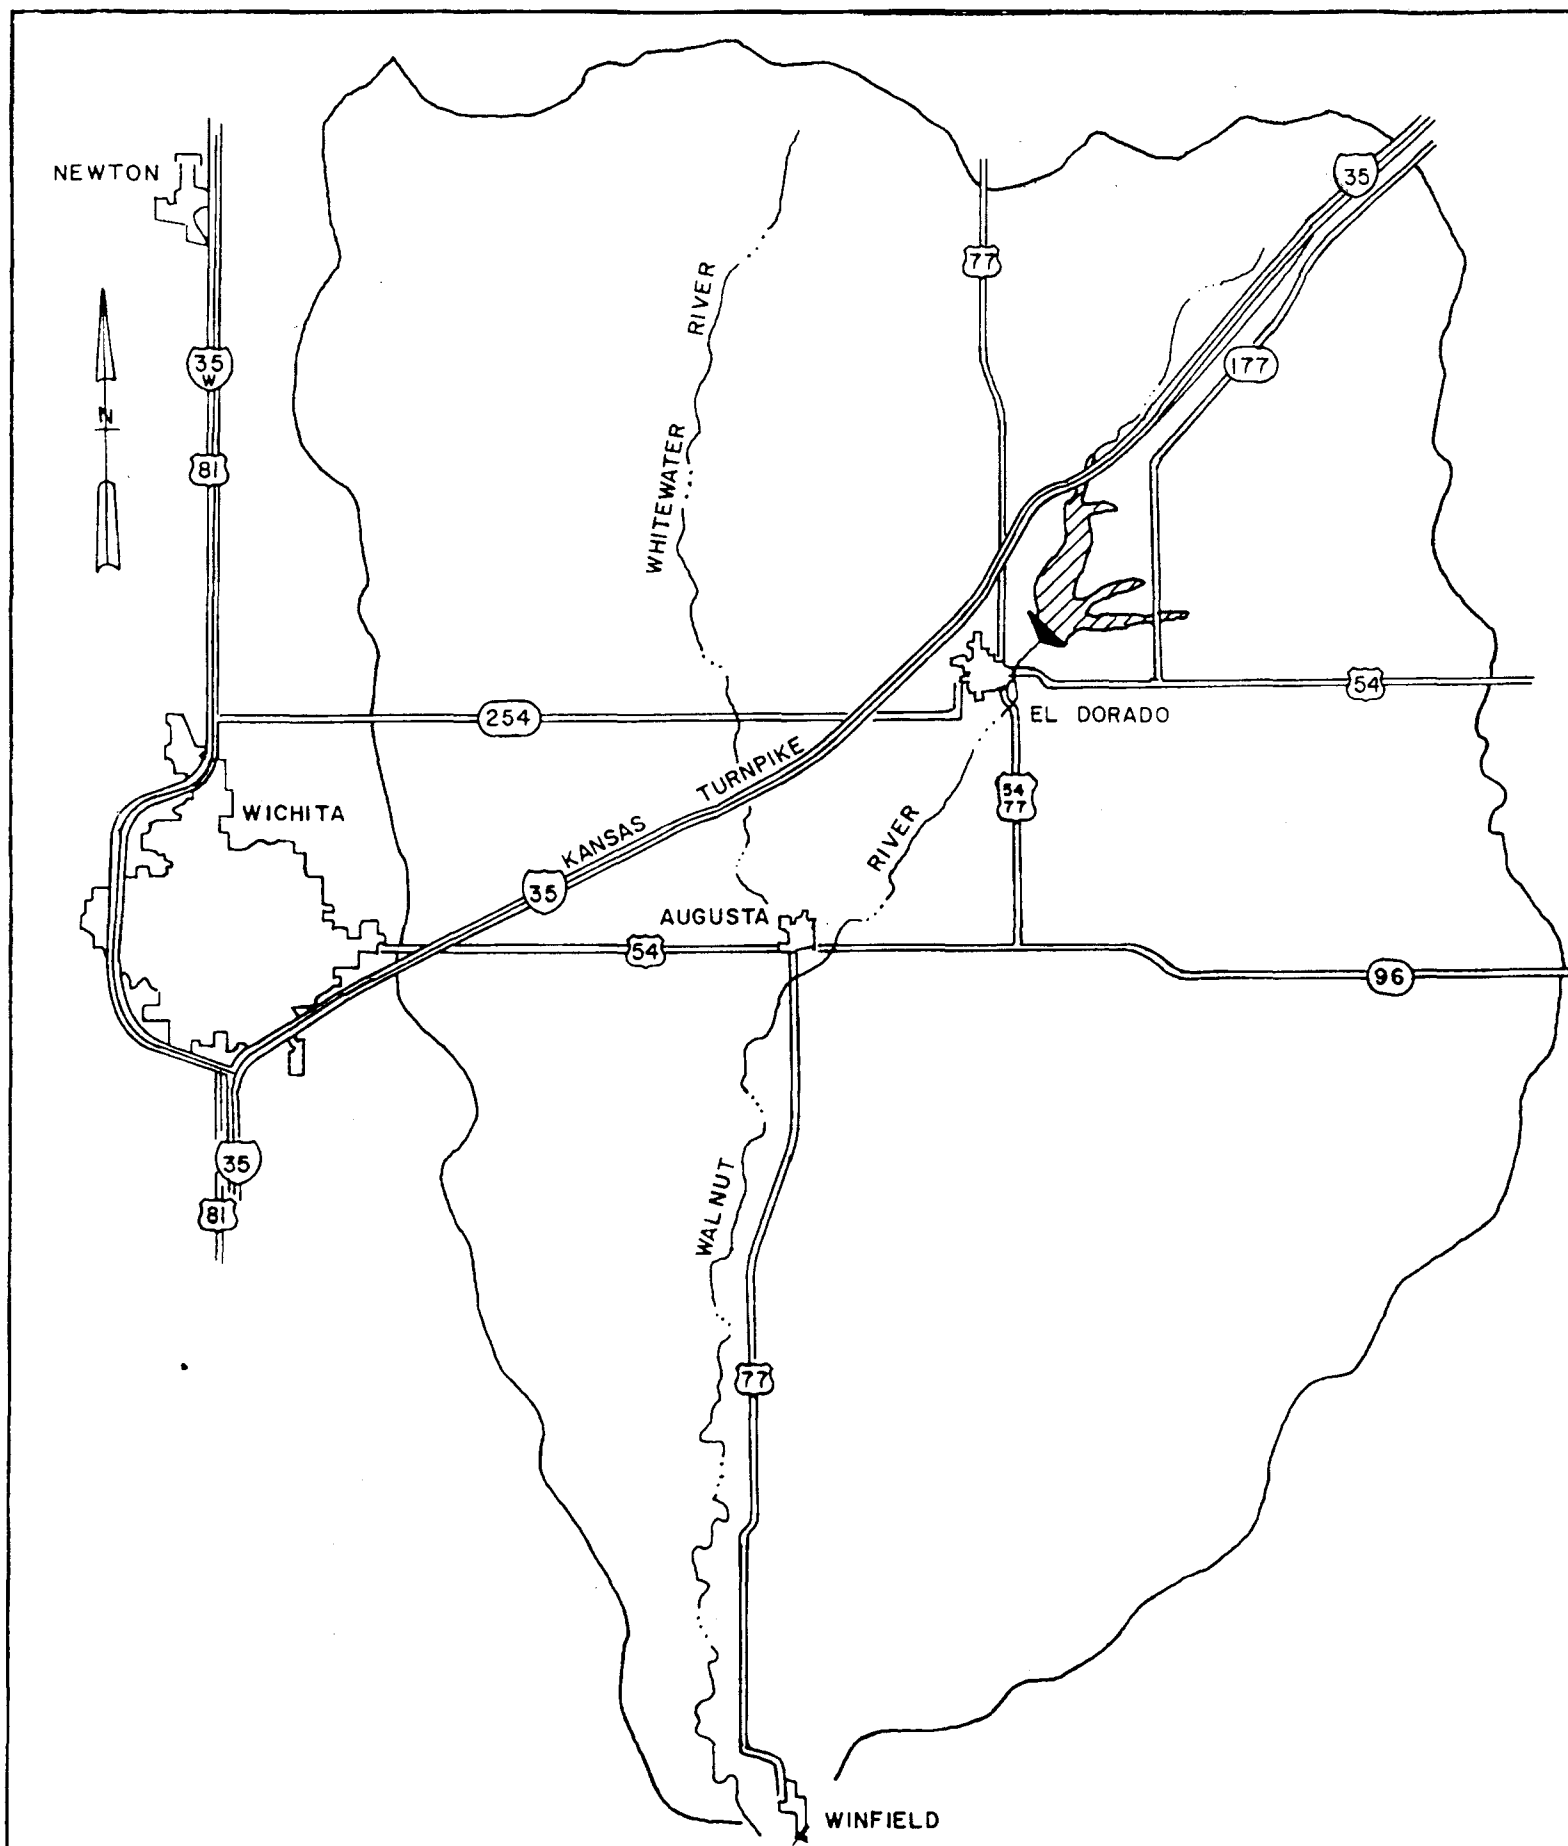 NEWTON
35
77
RIVER
35
W
177
N
81
WHITEWATER
54
254
EL DORADO
TURNPIKE
54
77
WICHITA
KANSAS
RIVER
35
AUGUSTA
54
96
35
WALNUT
81
77
WINFIELD